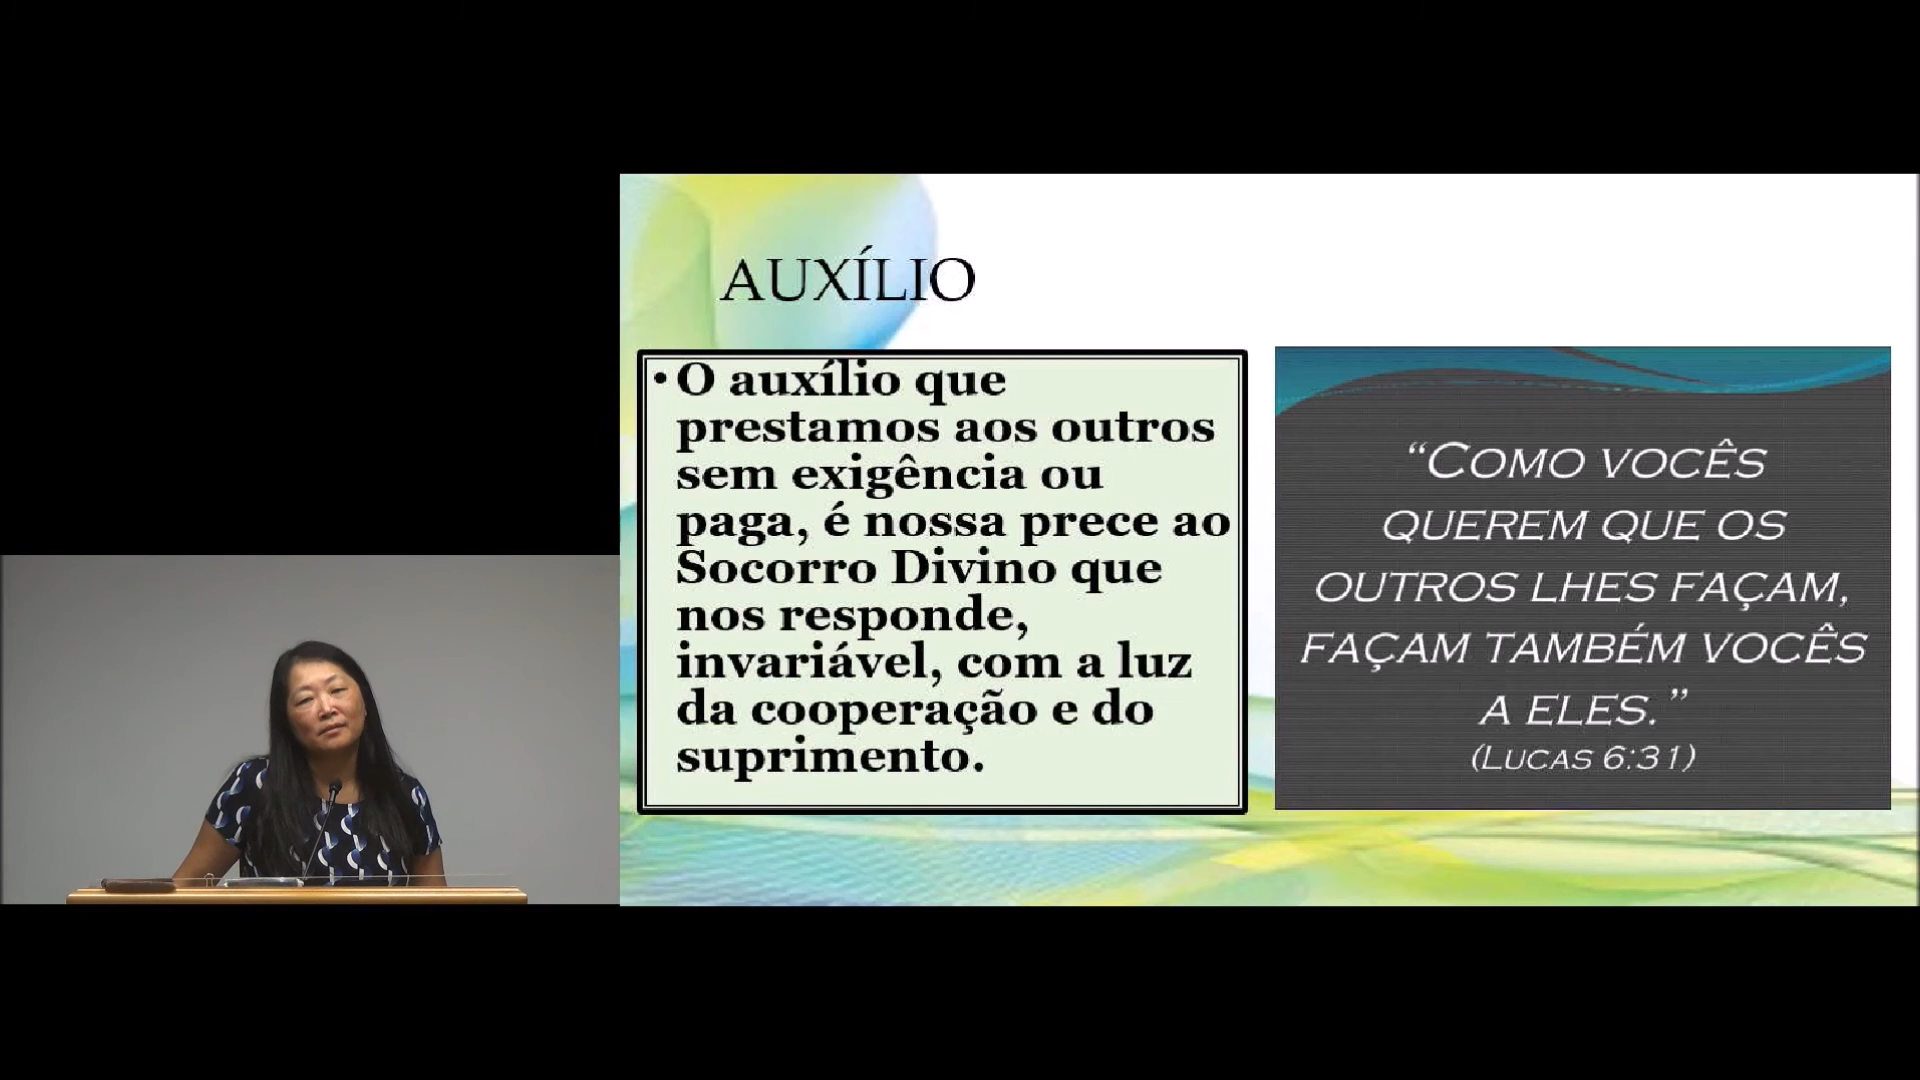 AUXÍLIO
• O auxílio que
prestamos aos outros
sem exigência ou
paga, é nossa prece ao
Socorro Divino que
nos responde,
invariável, com a luz
da cooperação e do
suprimento.
“COMO VOCÊS
QUEREM QUE OS
OUTROS LHES FAÇAM,
FAÇAM TAMBÉM VOCÊS
A ELES.”
(LUCAS 6:31)